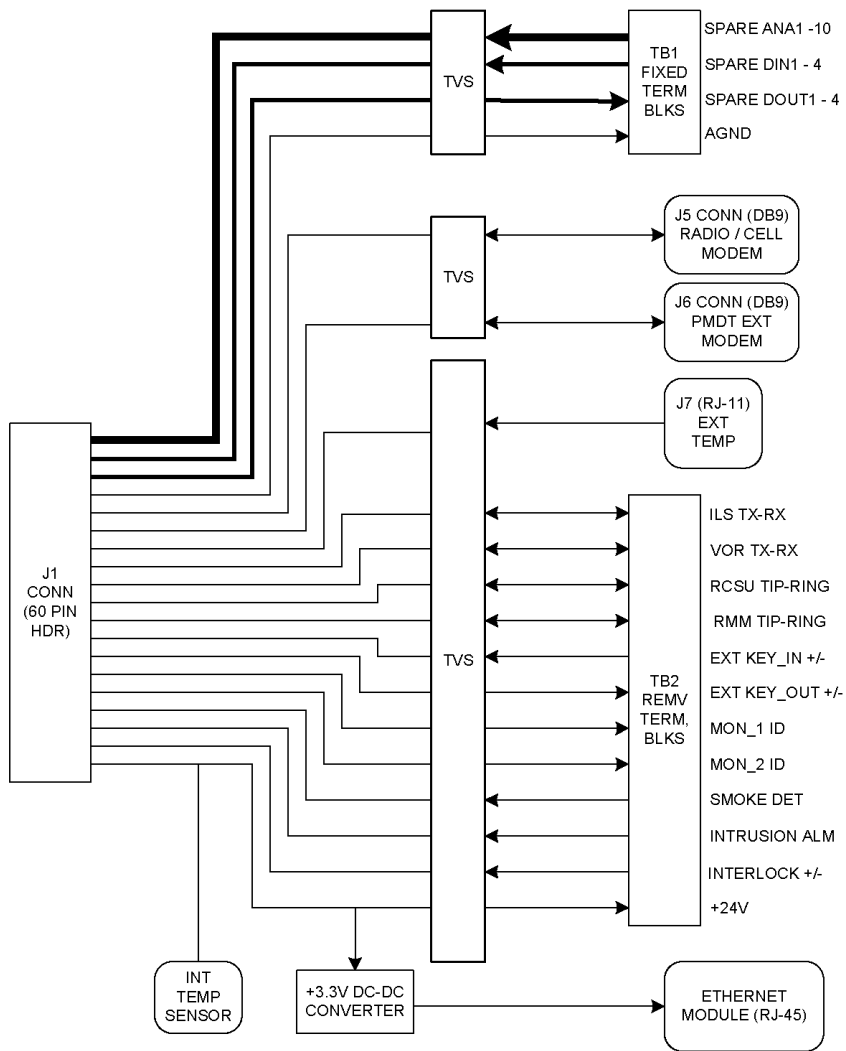 SPARE ANA1 -10
TB1
FIXED
TERM
BLKS
SPARE DIN1 - 4
TVS
SPARE DOUT1 - 4
AGND
J5 CONN (DB9)
RADIO / CELL
MODEM
TVS
J6 CONN (DB9)
PMDT EXT
MODEM
J7 (RJ-11)
EXT
TEMP
J1
CONN
(60 PIN
HDR)
TVS
TB2
REMV
TERM,
BLKS
ILS TX-RX
VOR TX-RX
RCSU TIP-RING
RMM TIP-RING
EXT KEY_IN +/-
EXT KEY_OUT +/-
MON_1 ID
MON_2 ID
SMOKE DET
INTRUSION ALM
INTERLOCK +/-
+24V
INT
TEMP
SENSOR
+3.3V DC-DC
CONVERTER
ETHERNET
MODULE (RJ-45)